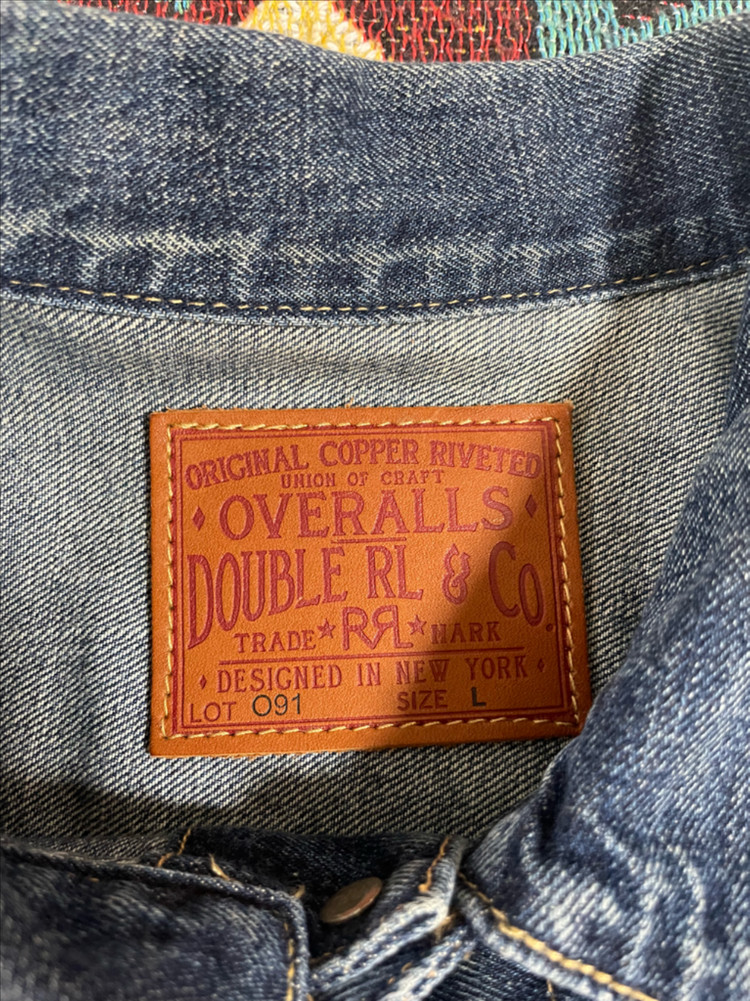 ORIGINAL COPPER RIVETED
UNION OF CRAFT
OVERALLS
DOUBLE RL & CO.
TRADE RRL MARK
DESIGNED IN NEW YORK
LOT 091 SIZE L